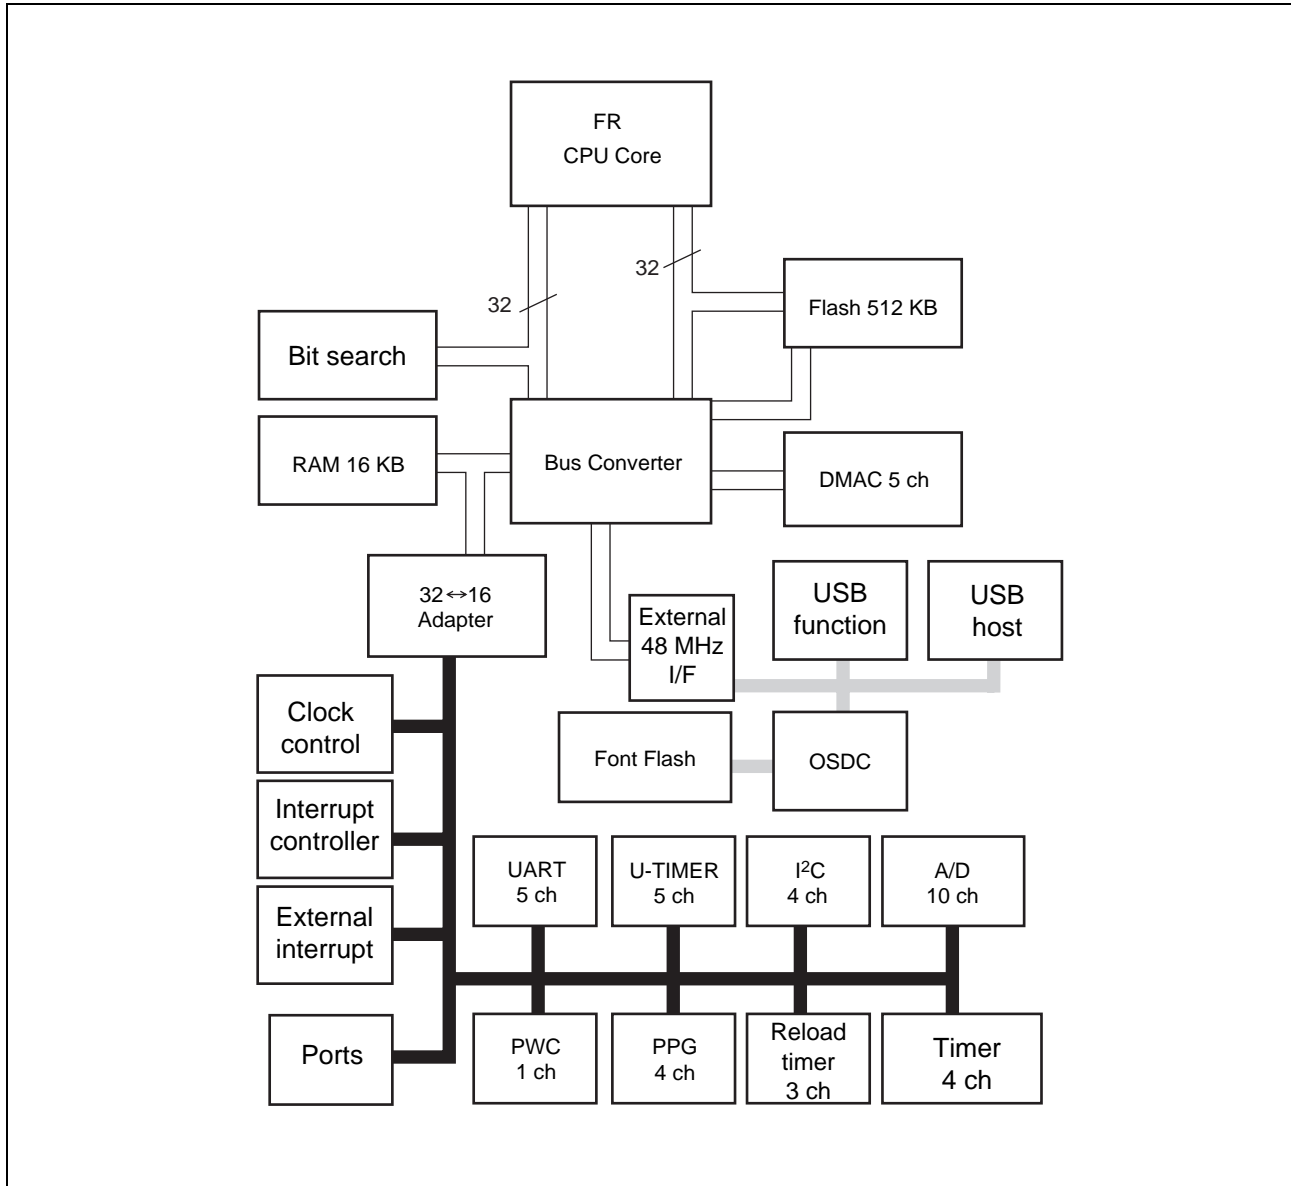 FR
CPU Core
32
32
Flash 512 KB
Bit search
RAM 16 KB
Bus Converter
DMAC 5 ch
32↔16
Adapter
External
48 MHz
I/F
USB
function
USB
host
Clock
control
Font Flash
OSDC
Interrupt
controller
UART
5 ch
U-TIMER
5 ch
I²C
4 ch
A/D
10 ch
External
interrupt
Ports
PWC
1 ch
PPG
4 ch
Reload
timer
3 ch
Timer
4 ch